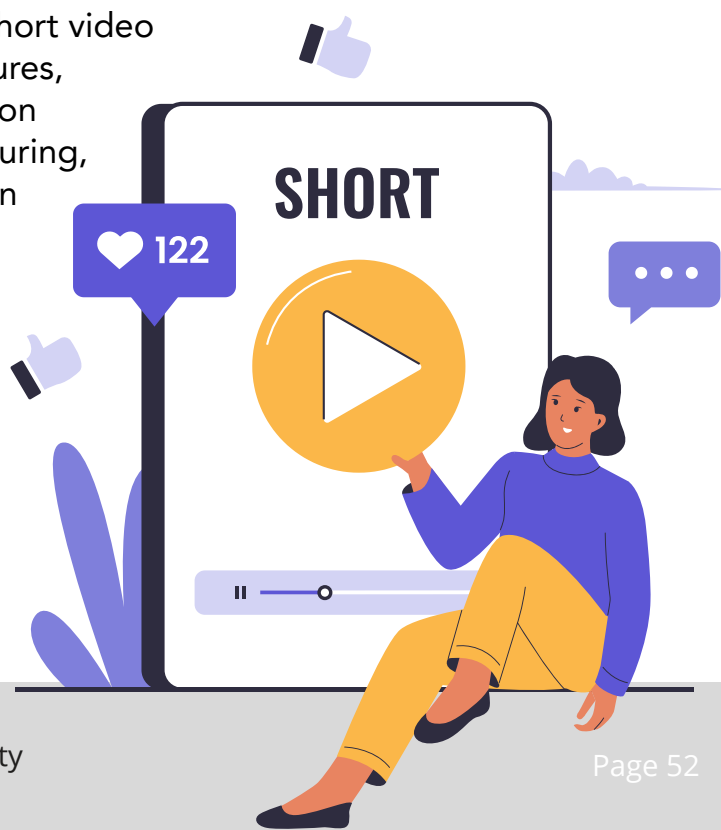 hort video
ures,
on
uring,
n
SHORT
122
ty
Page 52